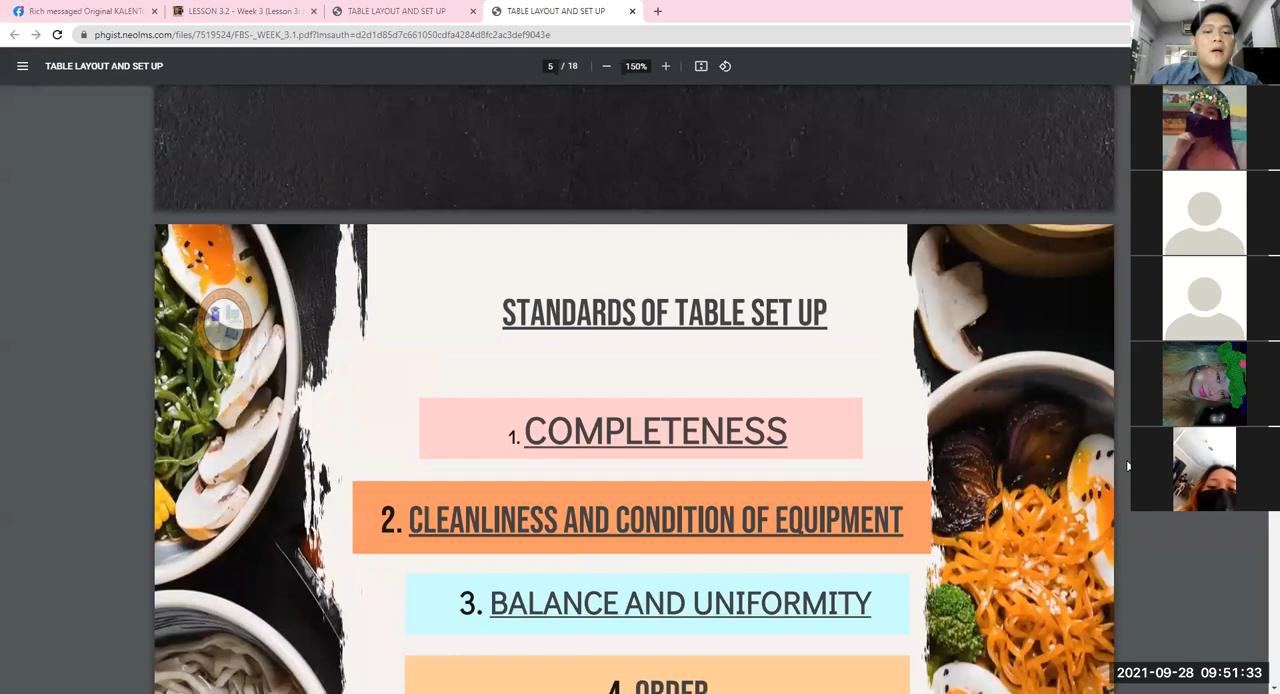 Rich messaged Original KALENT
LESSON 3.2 - Week 3 (Lesson 3:
TABLE LAYOUT AND SET UP
TABLE LAYOUT AND SET UP
phgist.neolms.com/files/7519524/FBS-_WEEK_3.1.pdf?lmsauth=d2d1d85d7c661050cdfa4284d8fc2ac3def9043e
TABLE LAYOUT AND SET UP
5 / 18
150%
STANDARDS OF TABLE SET UP
1. COMPLETENESS
2. CLEANLINESS AND CONDITION OF EQUIPMENT
3. BALANCE AND UNIFORMITY
4. ORDER
2021-09-28 09:51:33